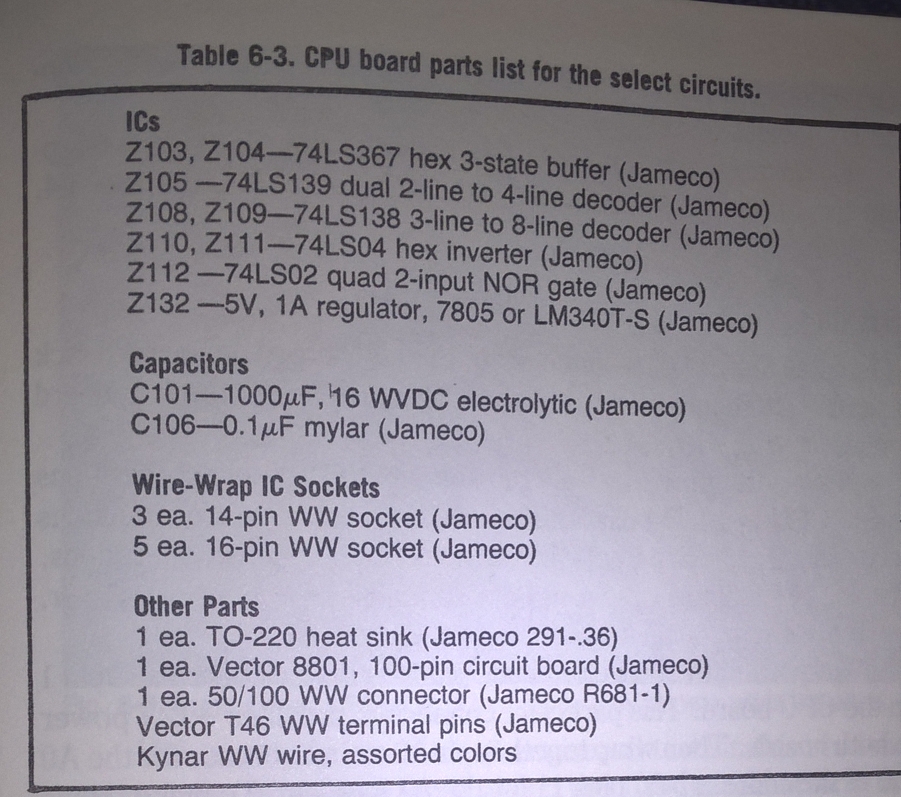 Table 6-3. CPU board parts list for the select circuits.
ICs
Z103, Z104—74LS367 hex 3-state buffer (Jameco)
Z105 —74LS139 dual 2-line to 4-line decoder (Jameco)
Z108, Z109—74LS138 3-line to 8-line decoder (Jameco)
Z110, Z111—74LS04 hex inverter (Jameco)
Z112 —74LS02 quad 2-input NOR gate (Jameco)
Z132 —5V, 1A regulator, 7805 or LM340T-S (Jameco)
Capacitors
C101—1000μF, 16 WVDC electrolytic (Jameco)
C106—0.1μF mylar (Jameco)
Wire-Wrap IC Sockets
3 ea. 14-pin WW socket (Jameco)
5 ea. 16-pin WW socket (Jameco)
Other Parts
1 ea. TO-220 heat sink (Jameco 291-.36)
1 ea. Vector 8801, 100-pin circuit board (Jameco)
1 ea. 50/100 WW connector (Jameco R681-1)
Vector T46 WW terminal pins (Jameco)
Kynar WW wire, assorted colors